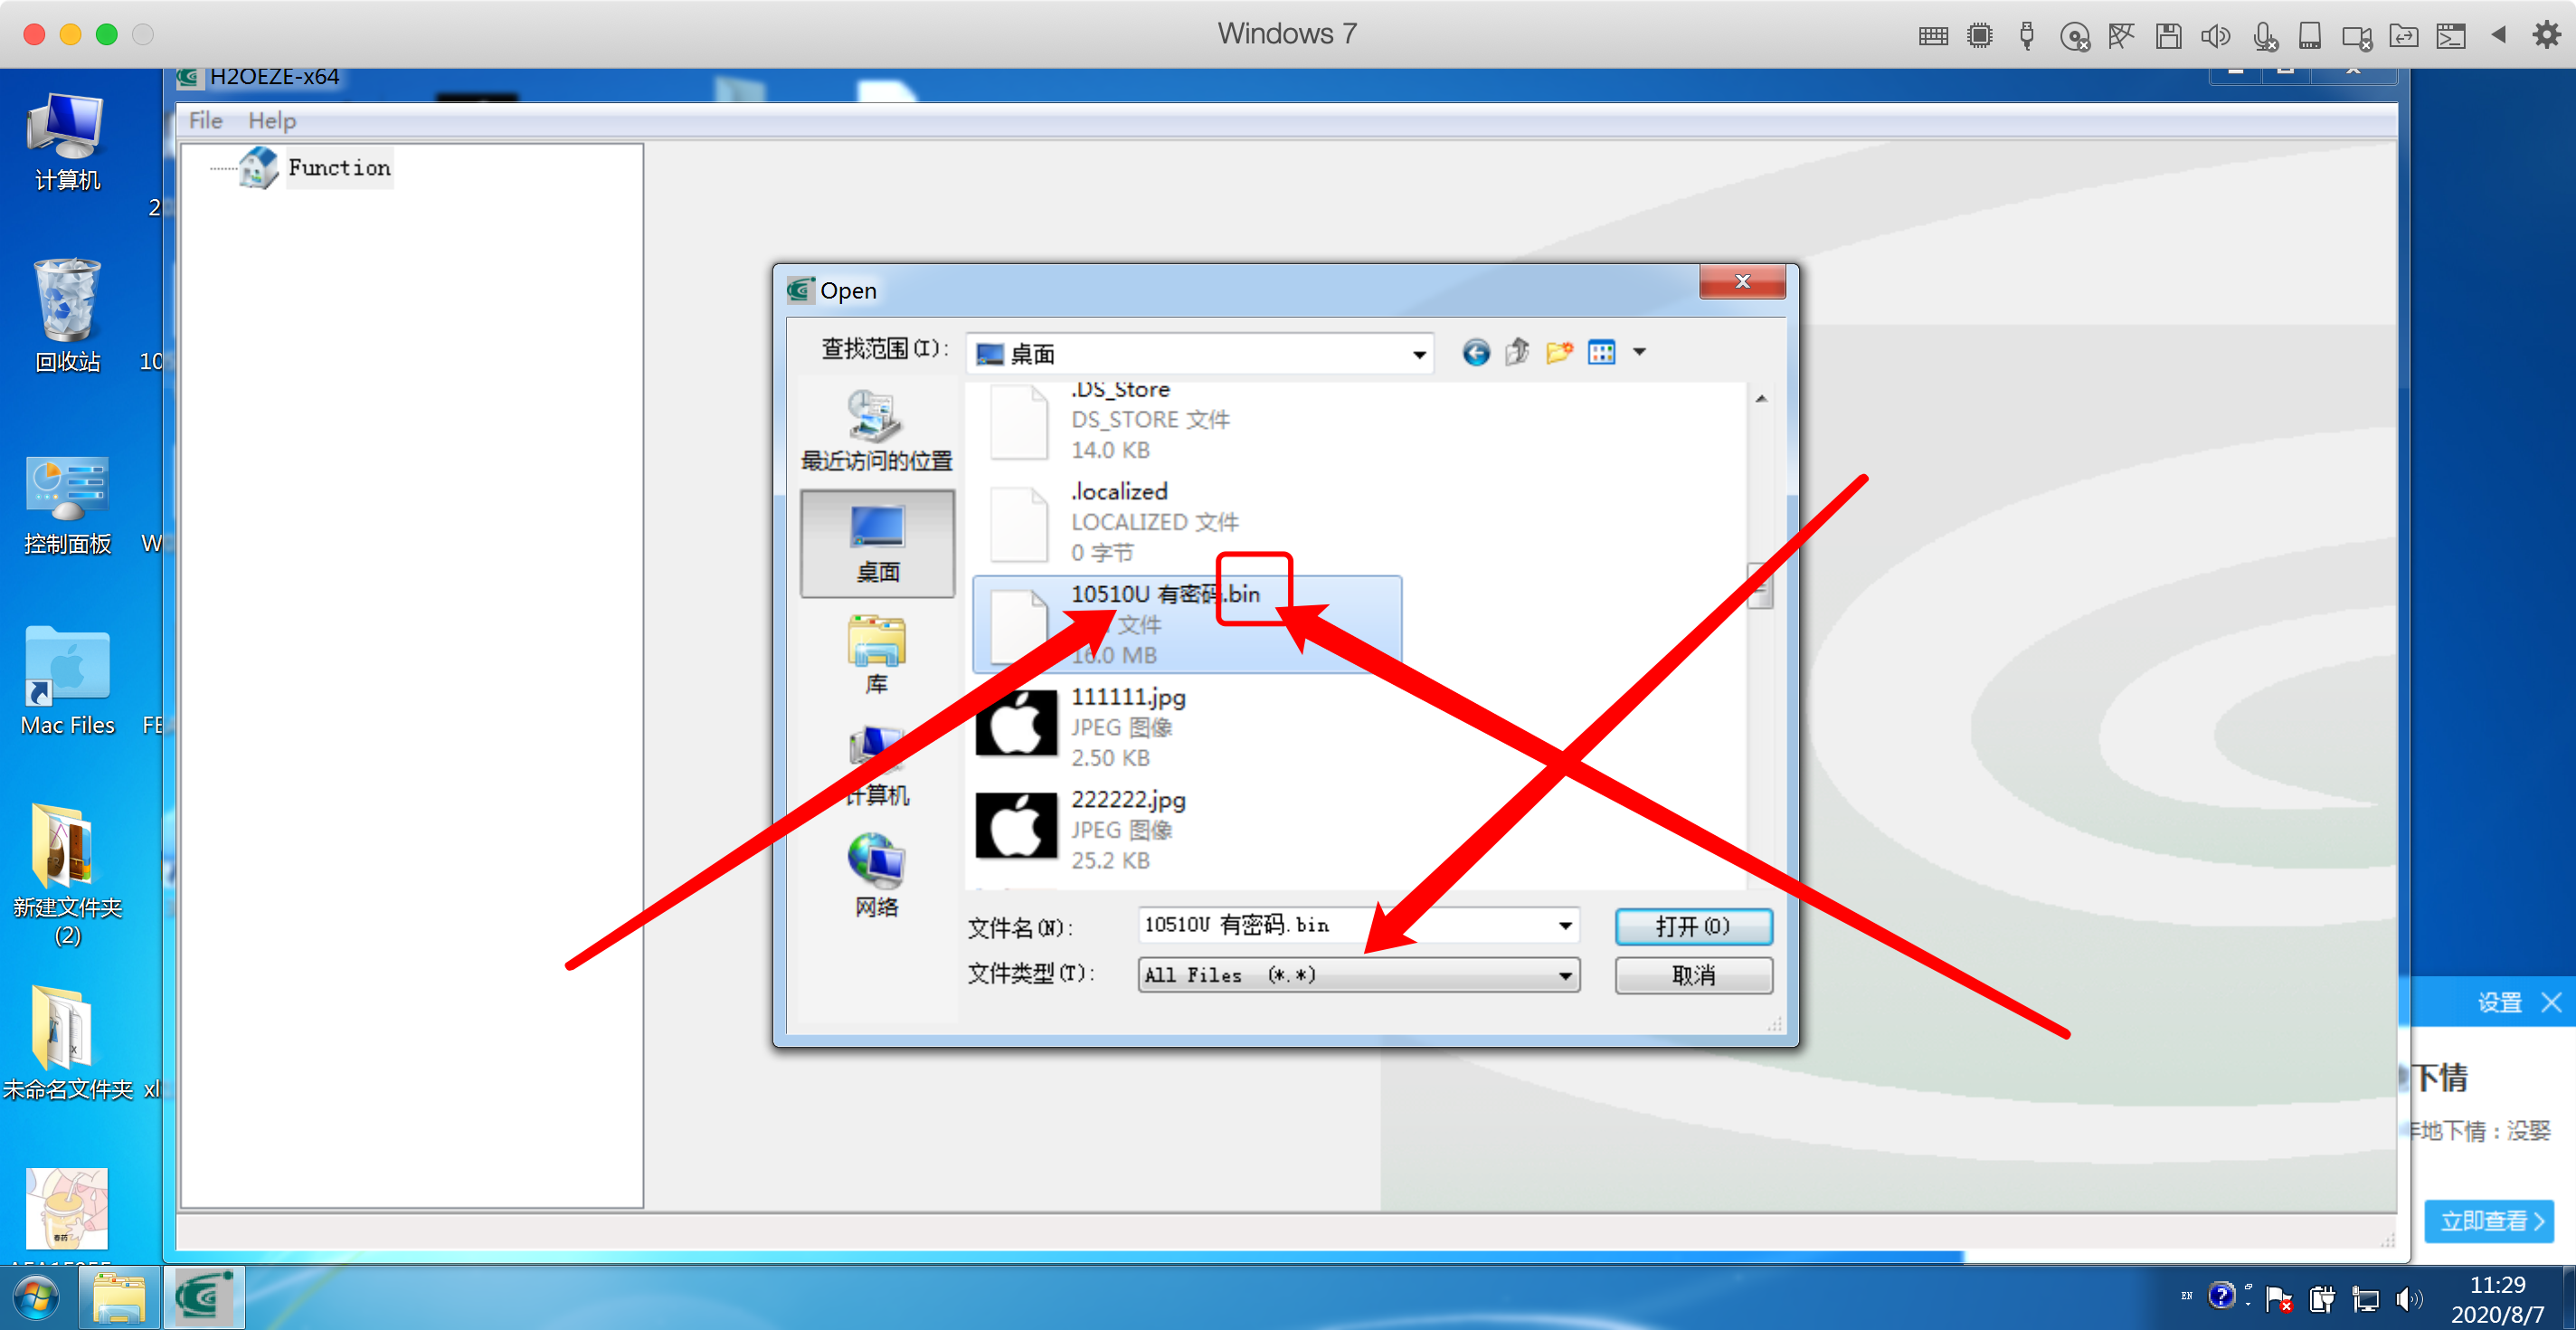 Windows 7
H2OEZE-x64
File Help
Function
计算机
回收站
控制面板
Mac Files
新建文件夹
(2)
未命名文件夹
Open
查找范围(I):
桌面
最近访问的位置
桌面
库
计算机
网络
.DS_Store
DS_STORE 文件
14.0 KB
.localized
LOCALIZED 文件
0 字节
10510U 有密码.bin
文件
16.0 MB
111111.jpg
JPEG 图像
2.50 KB
222222.jpg
JPEG 图像
25.2 KB
文件名(N):
10510U 有密码.bin
打开(O)
文件类型(T):
All Files (*.*)
取消
设置
下情
地下情：没娶
立即查看
EN
11:29
2020/8/7